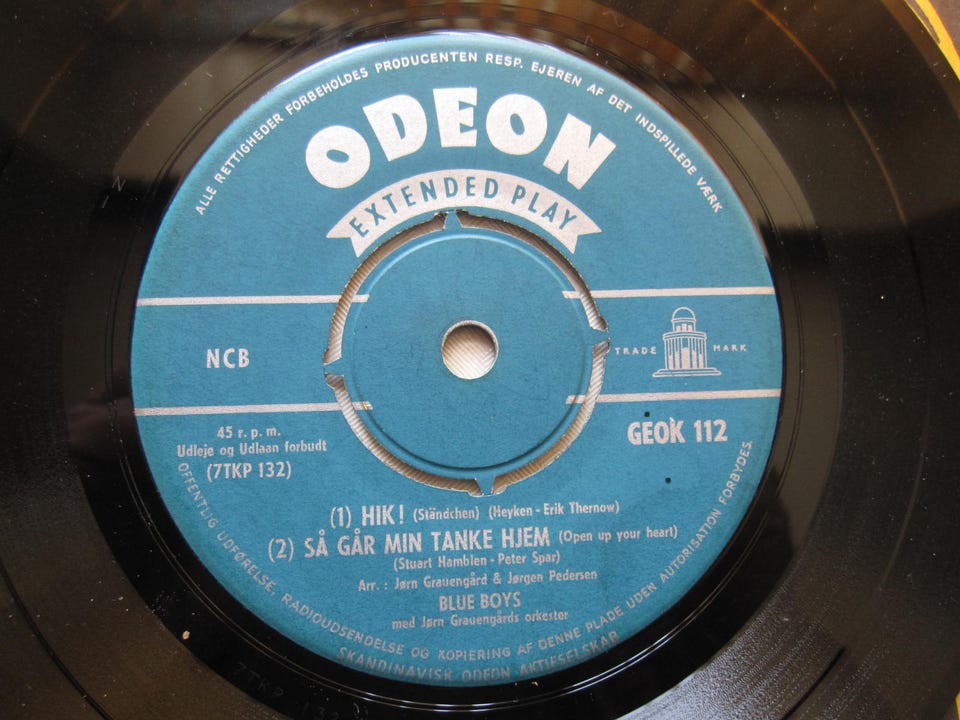 ALLE RETTIGHEDER FORBEHOLDES PRODUCENTEN RESP. EJEREN AF DET INDSPILLEDE VÆRK
ODEON
EXTENDED PLAY
NCB
TRADE MARK
45 r.p.m.
Udleje og Udlaan forbudt
(7TKP 132)
GEOK 112
(1) HIK! (Ständchen) (Heyken - Erik Thernow)
(2) SÅ GÅR MIN TANKE HJEM (Open up your heart)
(Stuart Hamblen - Peter Spar)
Arr.: Jørn Grauengård & Jørgen Pedersen
BLUE BOYS
med Jørn Grauengårds orkester
OFFENTLIG UDFØRELSE, RADIOUDSENDELSE OG KOPIERING AF DENNE PLADE UDEN AUTORISATION FORBYDES.
SKANDINAVISK ODEON AKTIESELSKAB
7TKP